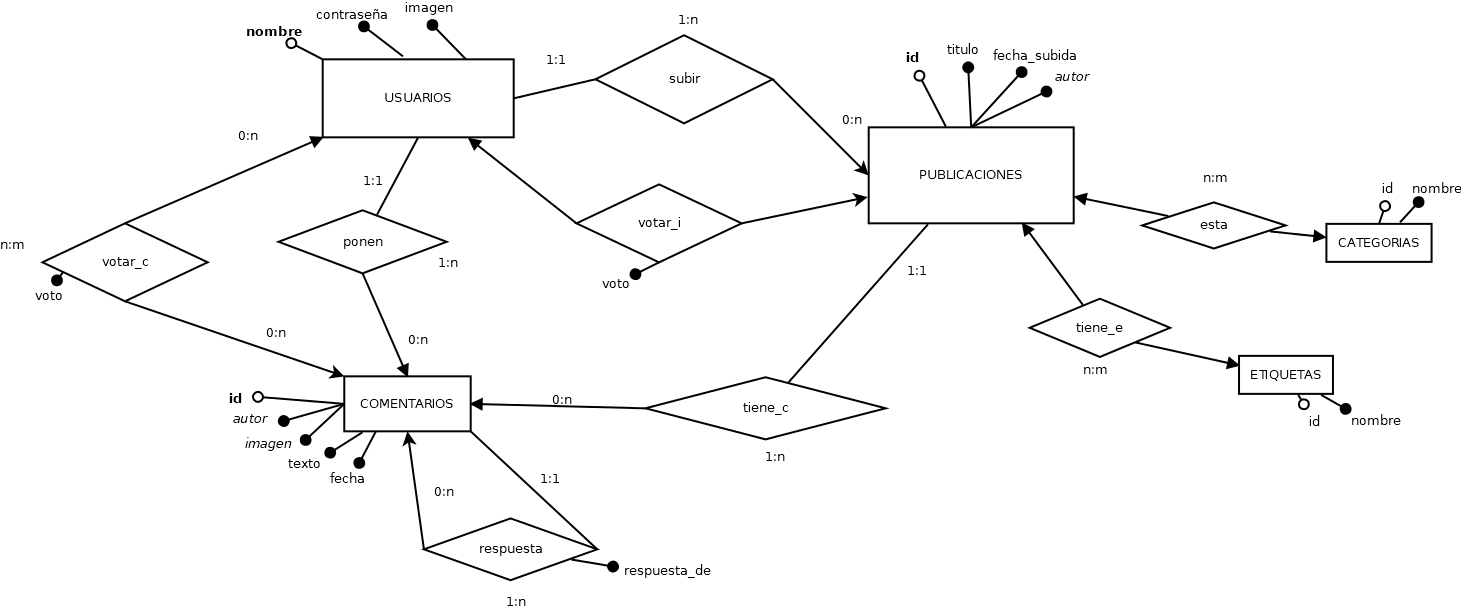 imagen
contraseña
nombre
1:n
USUARIOS
1:1
subir
id
titulo
fecha_subida
autor
0:n
0:n
PUBLICACIONES
1:1
n:m
id
nombre
votar_i
esta
ponen
CATEGORIAS
n:m
votar_c
1:n
1:1
voto
voto
tiene_e
0:n
0:n
n:m
ETIQUETAS
id
autor
imagen
texto
fecha
COMENTARIOS
0:n
tiene_c
id
nombre
1:n
1:1
0:n
respuesta
respuesta_de
1:n